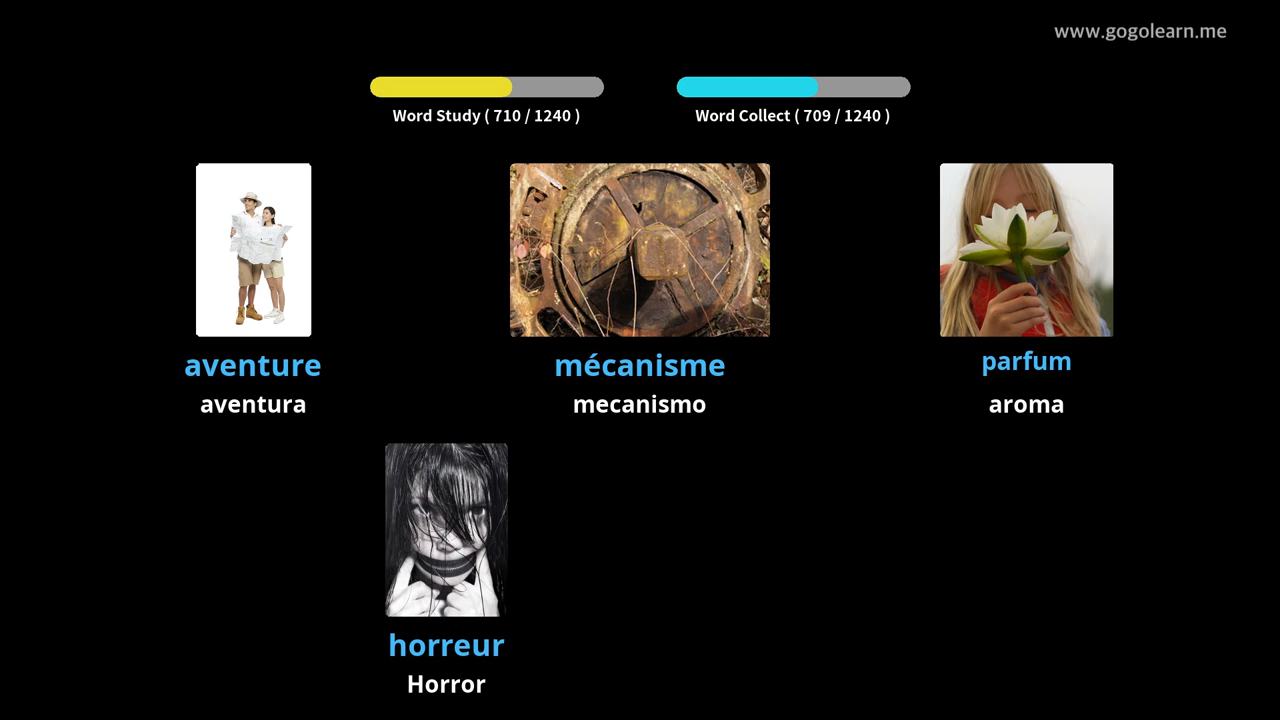 www.gogolearn.me
Word Study ( 710 / 1240 )
Word Collect ( 709 / 1240 )
aventure
aventura
mécanisme
mecanismo
parfum
aroma
horreur
Horror